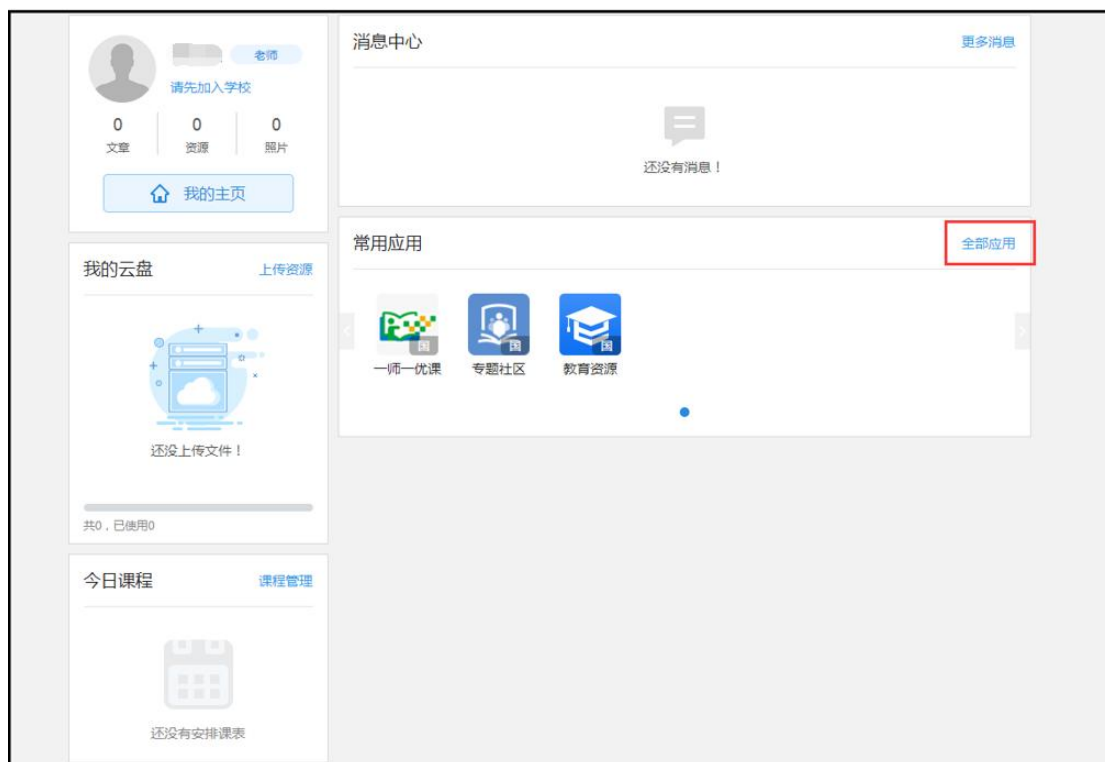 老师
请先加入学校
0 0 0
文章 资源 照片
我的主页
我的云盘 上传资源
还没上传文件！
共0，已使用0
今日课程 课程管理
还没有安排课表
消息中心 更多消息
还没有消息！
常用应用 全部应用
国 国 国
一师一优课 专题社区 教育资源